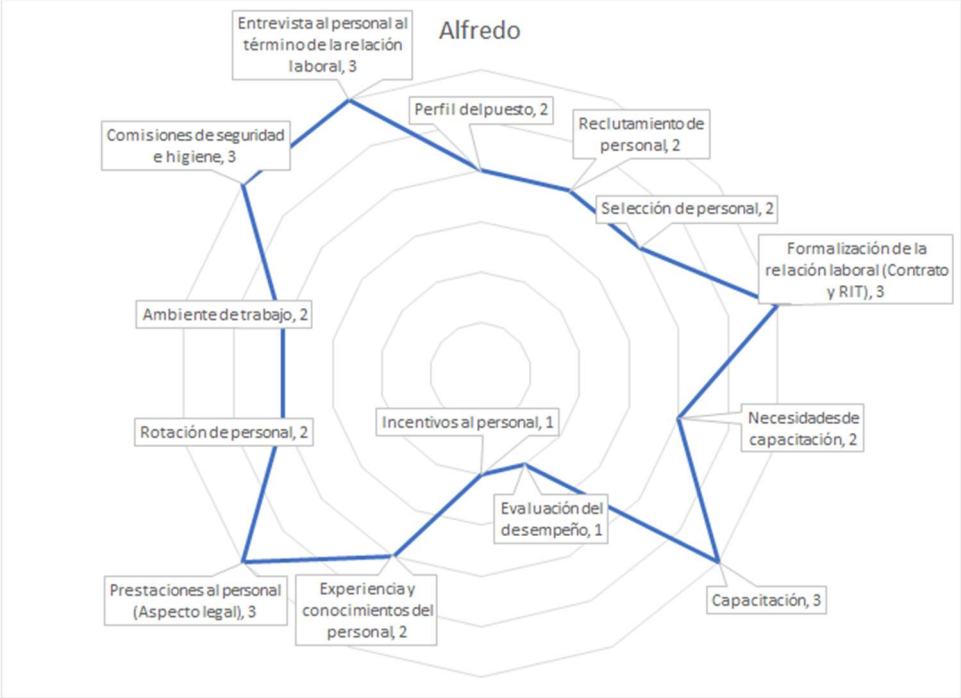 Alfredo
Entrevista al personal al
término de la relación
laboral, 3
Perfil del puesto, 2
Reclutamiento de
personal, 2
Comisiones de seguridad
e higiene, 3
Selección de personal, 2
Formalización de la
relación laboral (Contrato
y RIT), 3
Ambiente de trabajo, 2
Incentivos al personal, 1
Necesidades de
capacitación, 2
Rotación de personal, 2
Evaluación del
desempeño, 1
Prestaciones al personal
(Aspecto legal), 3
Experiencia y
conocimientos del
personal, 2
Capacitación, 3